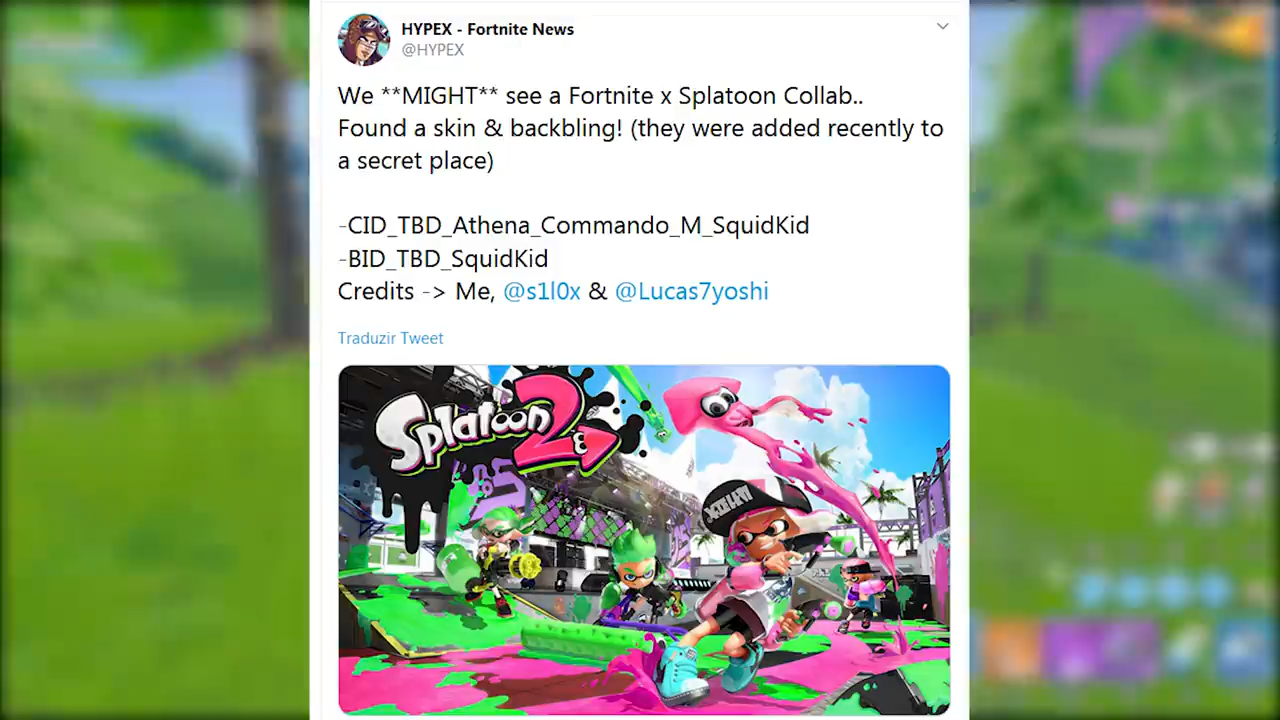 HYPEX - Fortnite News
@HYPEX
We **MIGHT** see a Fortnite x Splatoon Collab..
Found a skin & backbling! (they were added recently to
a secret place)
-CID_TBD_Athena_Commando_M_SquidKid
-BID_TBD_SquidKid
Credits -> Me, @s1l0x & @Lucas7yoshi
Traduzir Tweet
Splatoon 2